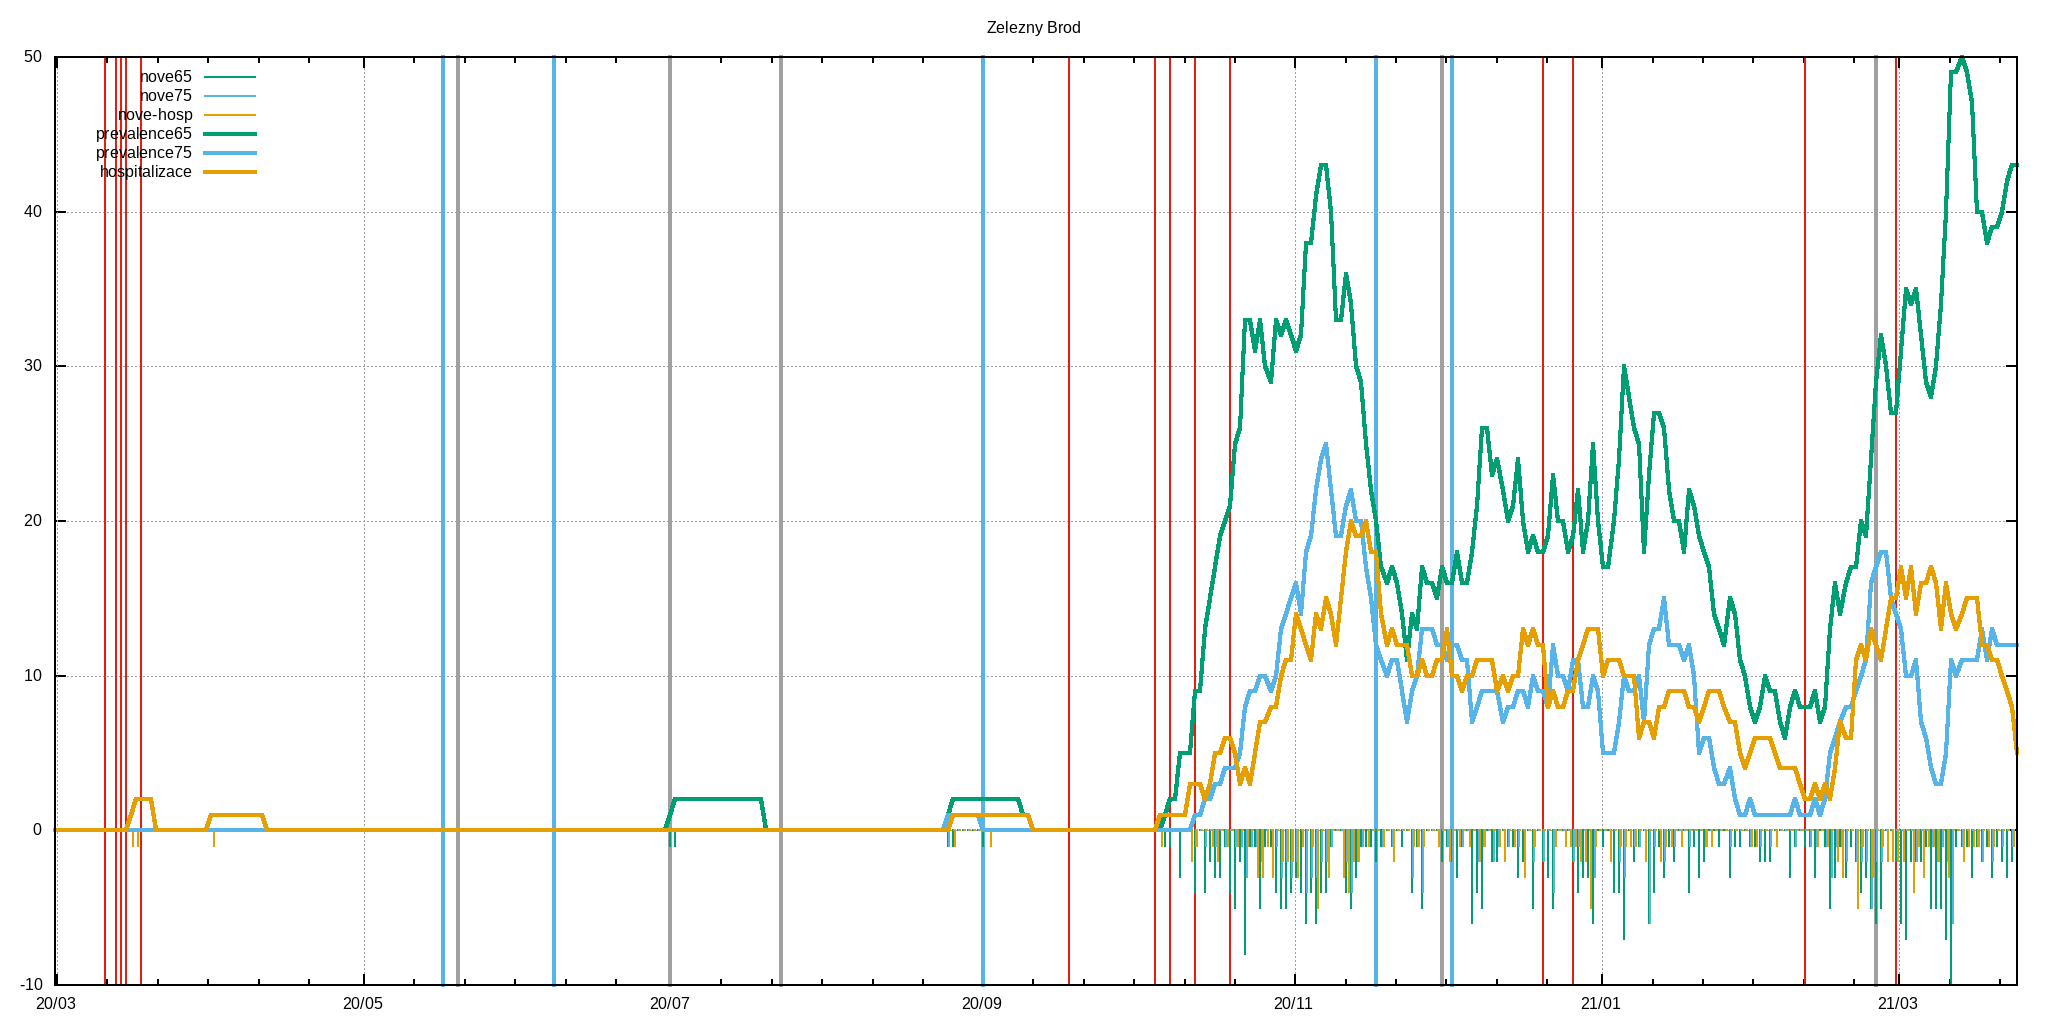 Zelezny Brod
50
nove65
nove75
nove-hosp
prevalence65
prevalence75
hospitalizace
40
30
20
10
0
-10
20/03 20/05 20/07 20/09 20/11 21/01 21/03